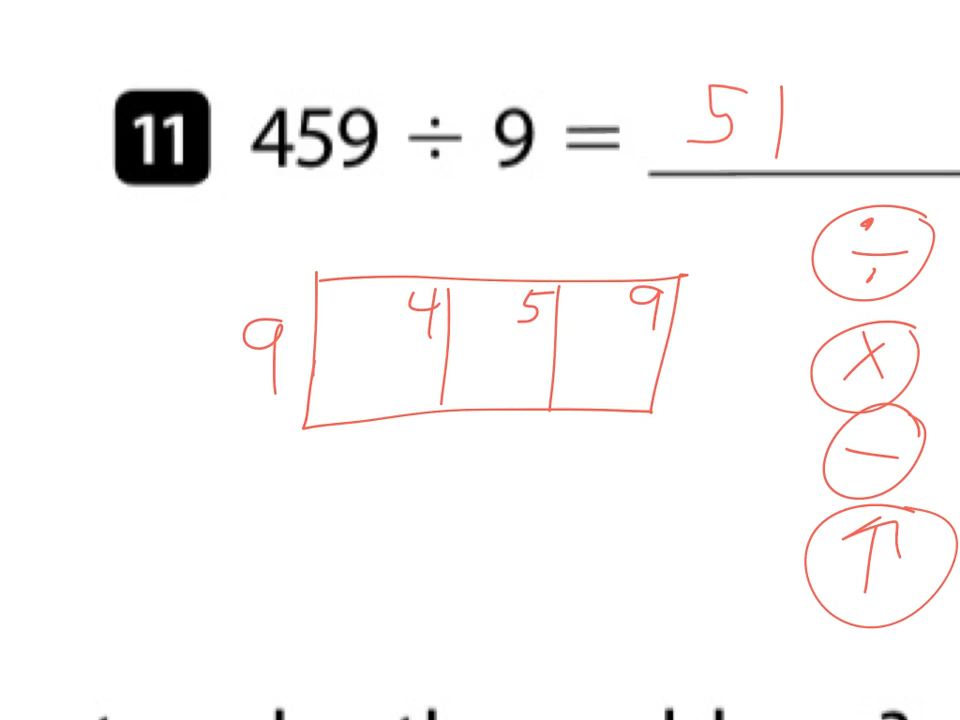 11 459 ÷ 9 = 51
÷
9 4 5 9
×
−
↑